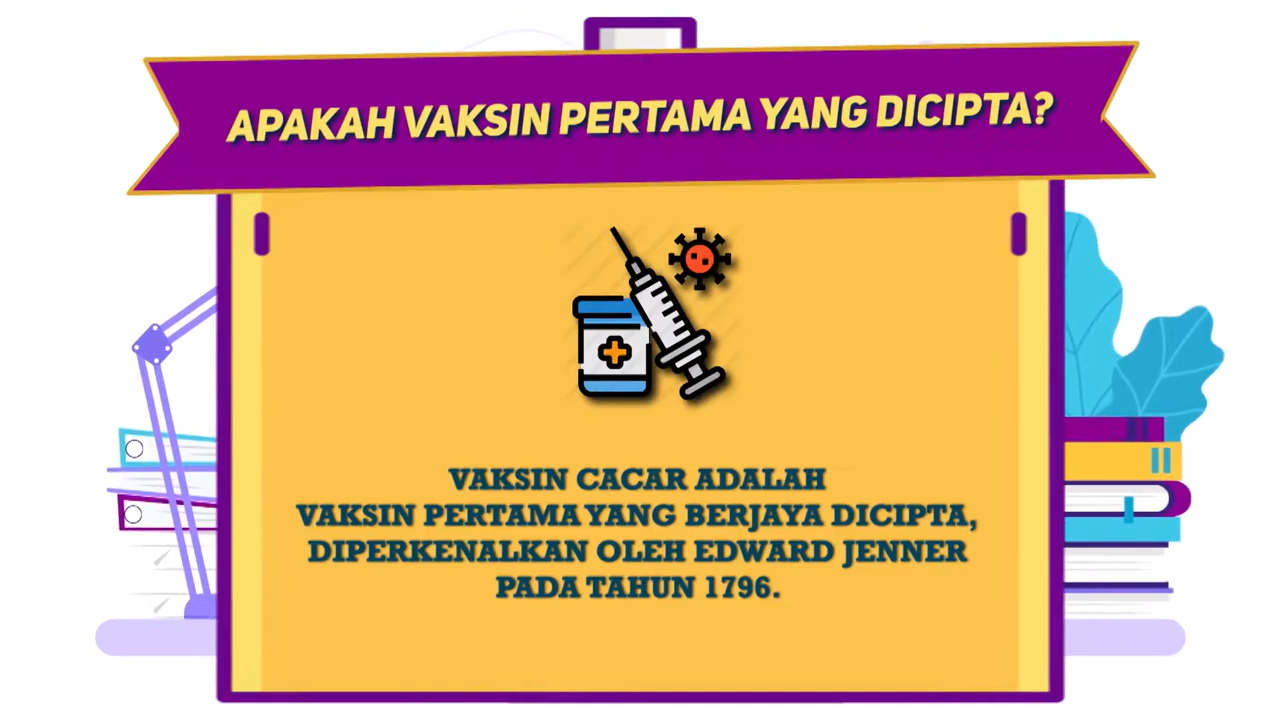 APAKAH VAKSIN PERTAMA YANG DICIPTA?
VAKSIN CACAR ADALAH
VAKSIN PERTAMA YANG BERJAYA DICIPTA,
DIPERKENALKAN OLEH EDWARD JENNER
PADA TAHUN 1796.